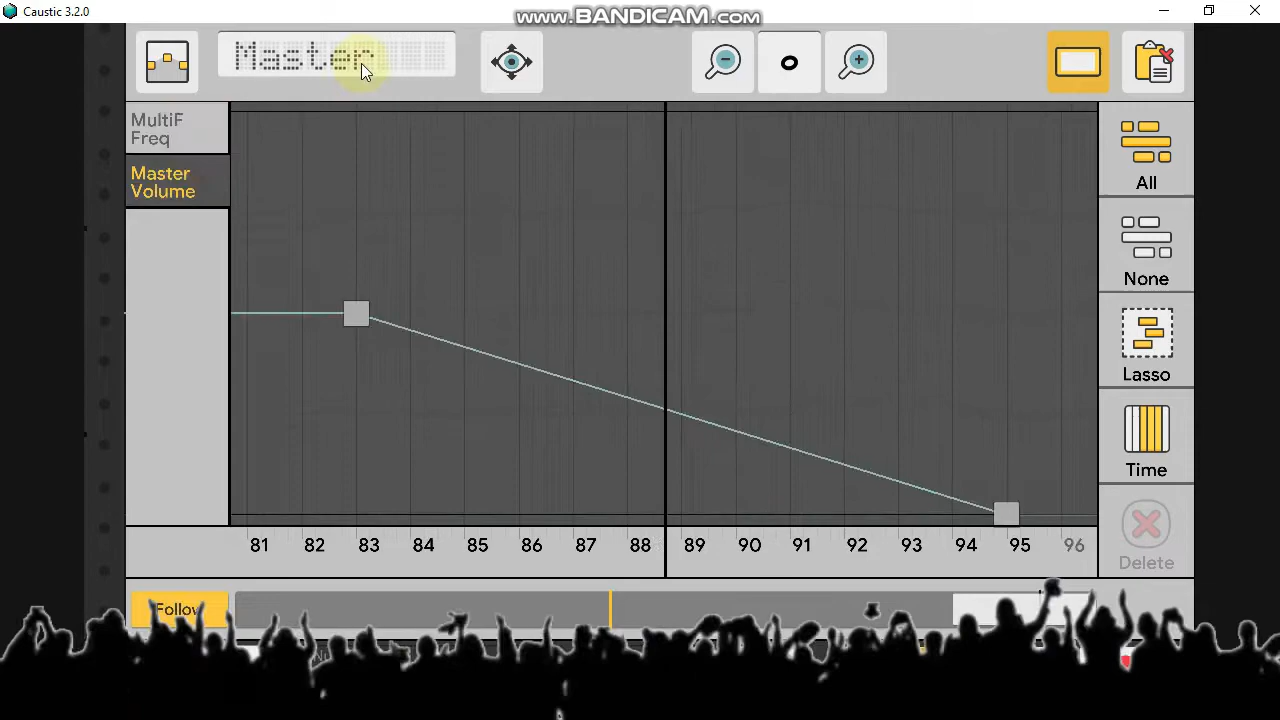 Caustic 3.2.0
www.BANDICAM.com
Master
MultiF
Freq
Master
Volume
All
None
Lasso
Time
Delete
81 82 83 84 85 86 87 88 89 90 91 92 93 94 95 96
Follow